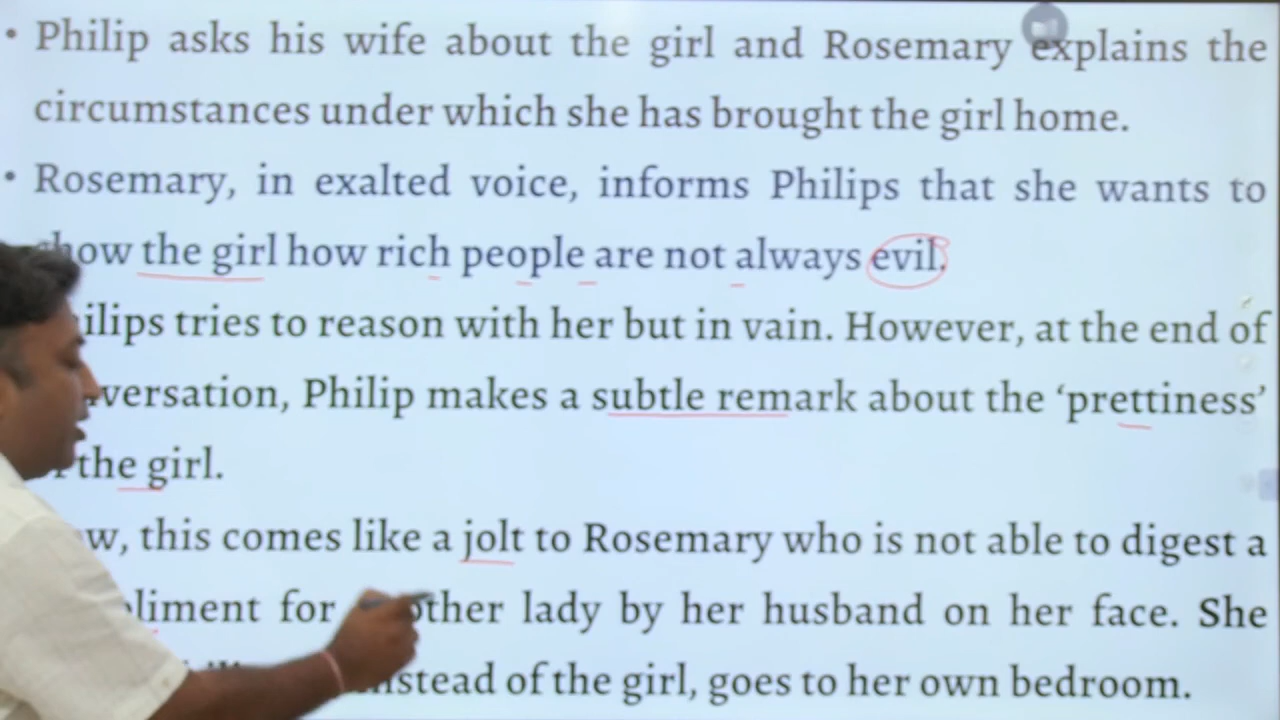 • Philip asks his wife about the girl and Rosemary explains the
circumstances under which she has brought the girl home.
• Rosemary, in exalted voice, informs Philips that she wants to
how the girl how rich people are not always evil.
ilips tries to reason with her but in vain. However, at the end of
versation, Philip makes a subtle remark about the ‘prettiness’
the girl.
w, this comes like a jolt to Rosemary who is not able to digest a
liment for other lady by her husband on her face. She
nstead of the girl, goes to her own bedroom.